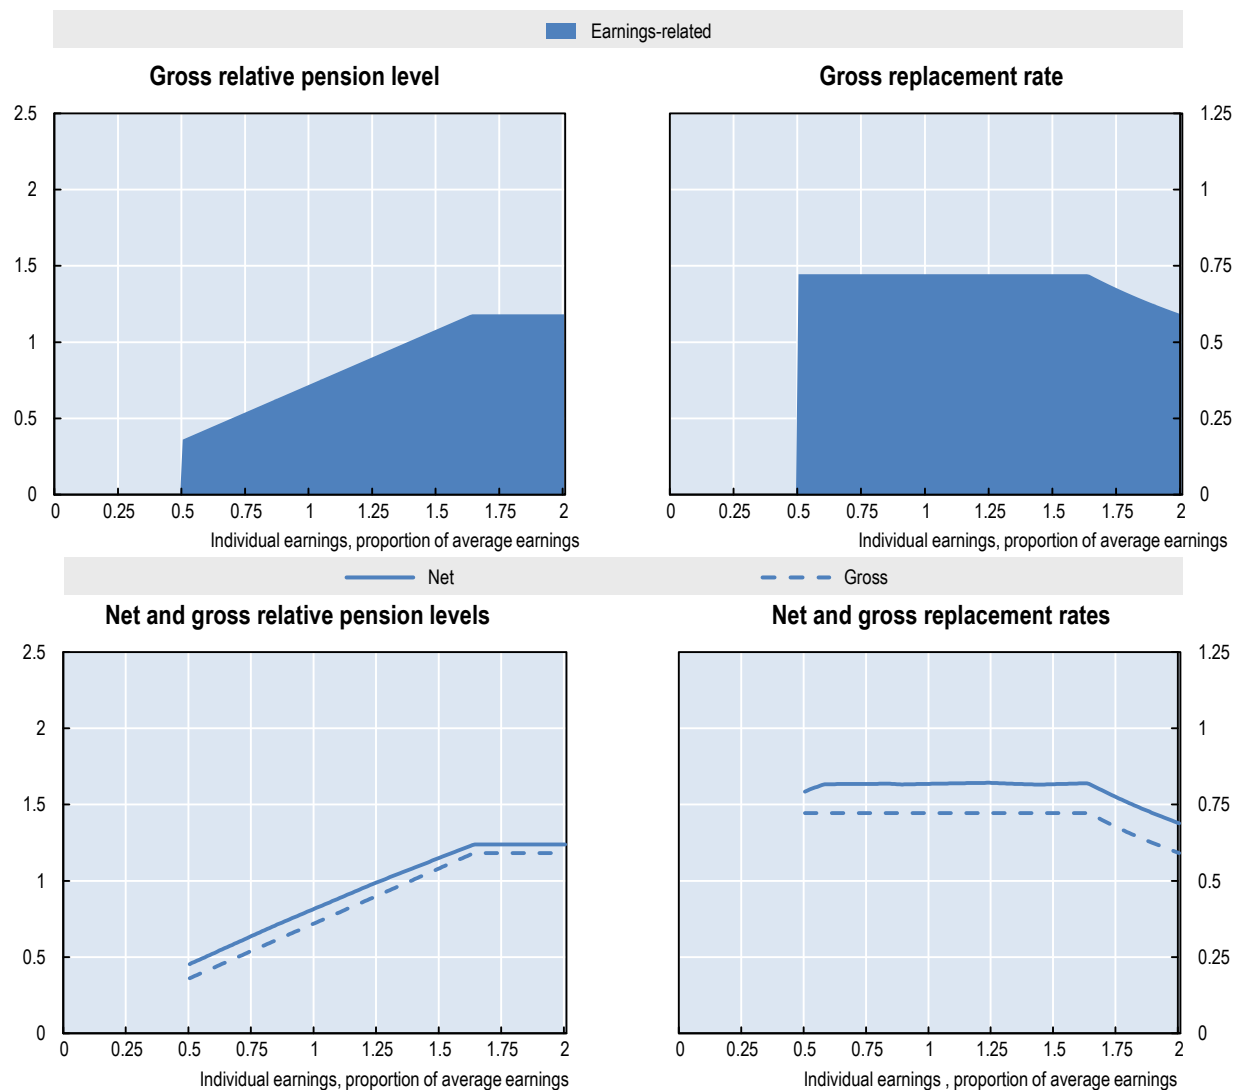 Earnings-related
Gross relative pension level
Gross replacement rate
2.5
2
1.5
1
0.5
0
0 0.25 0.5 0.75 1 1.25 1.5 1.75 2
Individual earnings, proportion of average earnings
1.25
1
0.75
0.5
0.25
0
0 0.25 0.5 0.75 1 1.25 1.5 1.75 2
Individual earnings, proportion of average earnings
Net Gross
Net and gross relative pension levels
Net and gross replacement rates
2.5
2
1.5
1
0.5
0
0 0.25 0.5 0.75 1 1.25 1.5 1.75 2
Individual earnings, proportion of average earnings
1.25
1
0.75
0.5
0.25
0
0 0.25 0.5 0.75 1 1.25 1.5 1.75 2
Individual earnings , proportion of average earnings